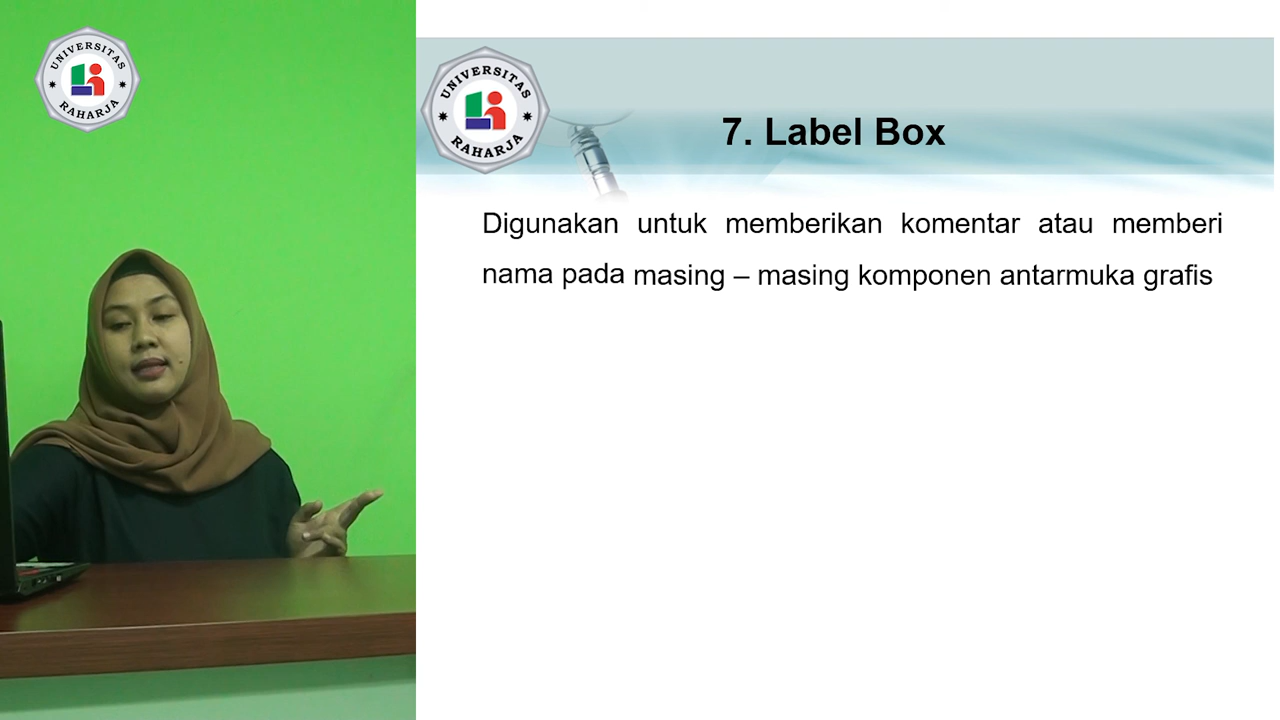 UNIVERSITAS
RAHARJA
UNIVERSITAS
RAHARJA
7. Label Box
Digunakan untuk memberikan komentar atau memberi
nama pada masing – masing komponen antarmuka grafis